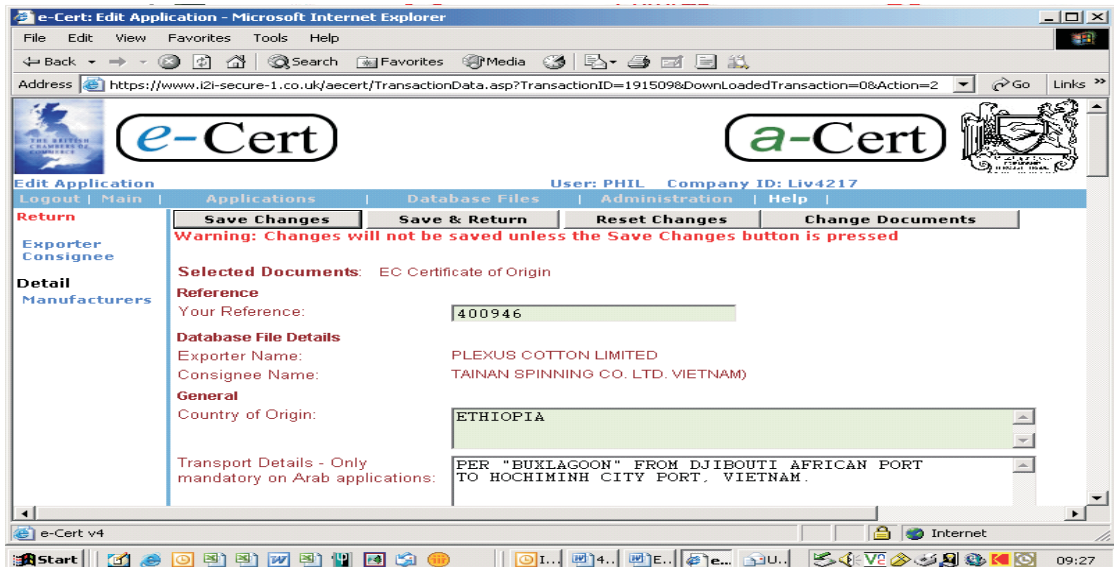 e-Cert: Edit Application - Microsoft Internet Explorer
File Edit View Favorites Tools Help
Back Search Favorites Media
Address https://www.i2i-secure-1.co.uk/aecert/TransactionData.asp?TransactionID=191509&DownLoadedTransaction=0&Action=2 Go Links »
THE BRITISH CHAMBERS OF COMMERCE
e-Cert a-Cert
Edit Application User: PHIL Company ID: Liv4217
Logout | Main | Applications | Database Files | Administration | Help |
Return Save Changes Save & Return Reset Changes Change Documents
Warning: Changes will not be saved unless the Save Changes button is pressed
Exporter
Consignee
Detail
Manufacturers
Selected Documents: EC Certificate of Origin
Reference
Your Reference: 400946
Database File Details
Exporter Name: PLEXUS COTTON LIMITED
Consignee Name: TAINAN SPINNING CO. LTD. VIETNAM)
General
Country of Origin: ETHIOPIA
Transport Details - Only PER "BUXLAGOON" FROM DJIBOUTI AFRICAN PORT
mandatory on Arab applications: TO HOCHIMINH CITY PORT, VIETNAM.
e-Cert v4 Internet
Start I... 4.. E.. e... U.. 09:27